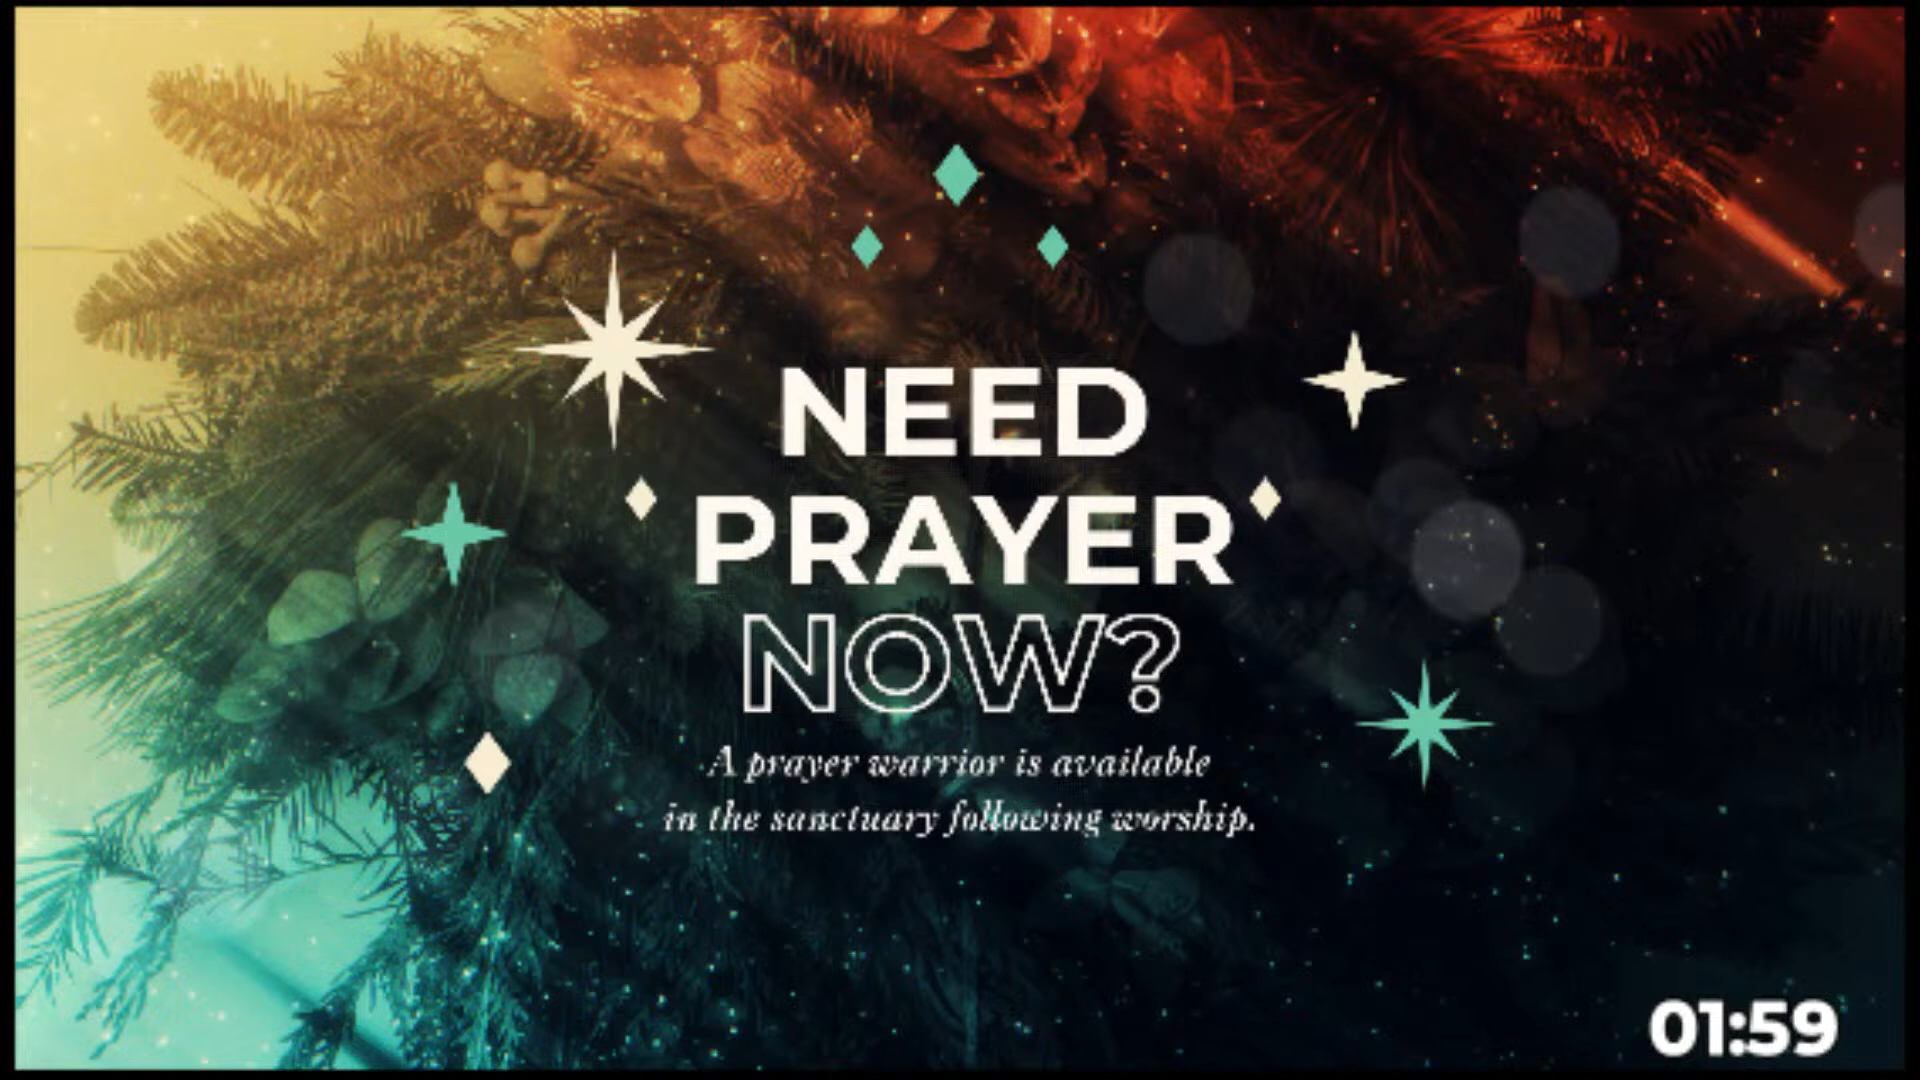 NEED
PRAYER
NOW?
A prayer warrior is available
in the sanctuary following worship.
01:59